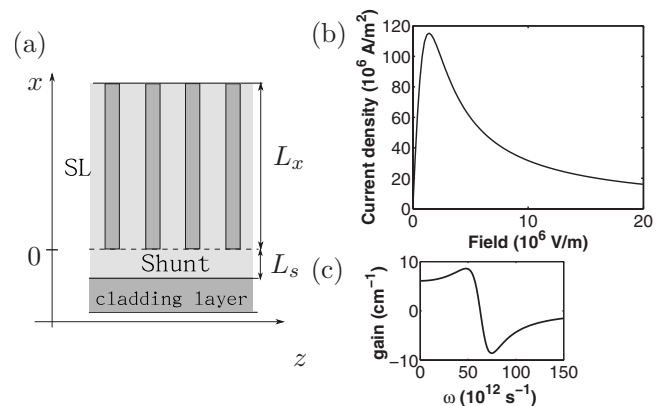 (a)
x
SL
L_x
0
Shunt
L_s
cladding layer
z
(b)
Current density (10^6 A/m^2)
120
100
80
60
40
20
0
0
10
20
Field (10^6 V/m)
(c)
gain (cm^−1)
10
0
−10
0
50
100
150
ω (10^12 s^−1)